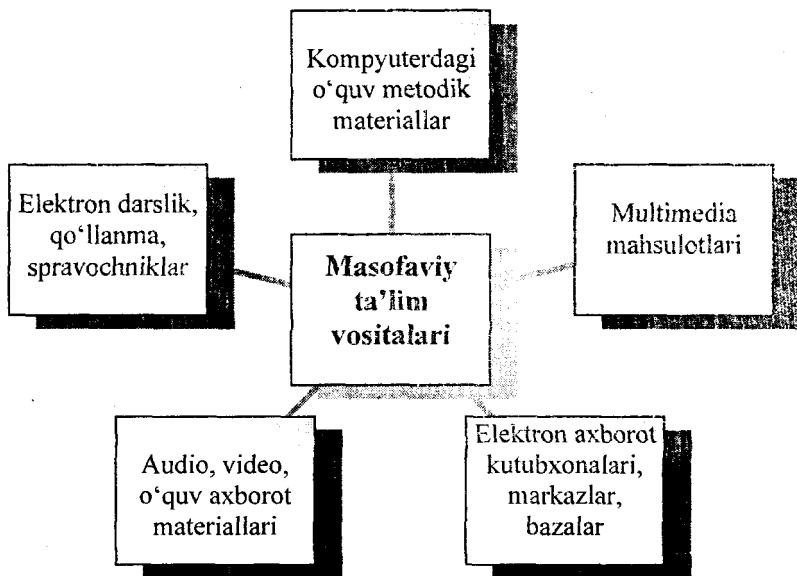 Kompyuterdagi
o‘quv metodik
materiallar
Elektron darslik,
qo‘llanma,
spravochniklar
Multimedia
mahsulotlari
Masofaviy
ta’lim
vositalari
Audio, video,
o‘quv axborot
materiallari
Elektron axborot
kutubxonalari,
markazlar,
bazalar